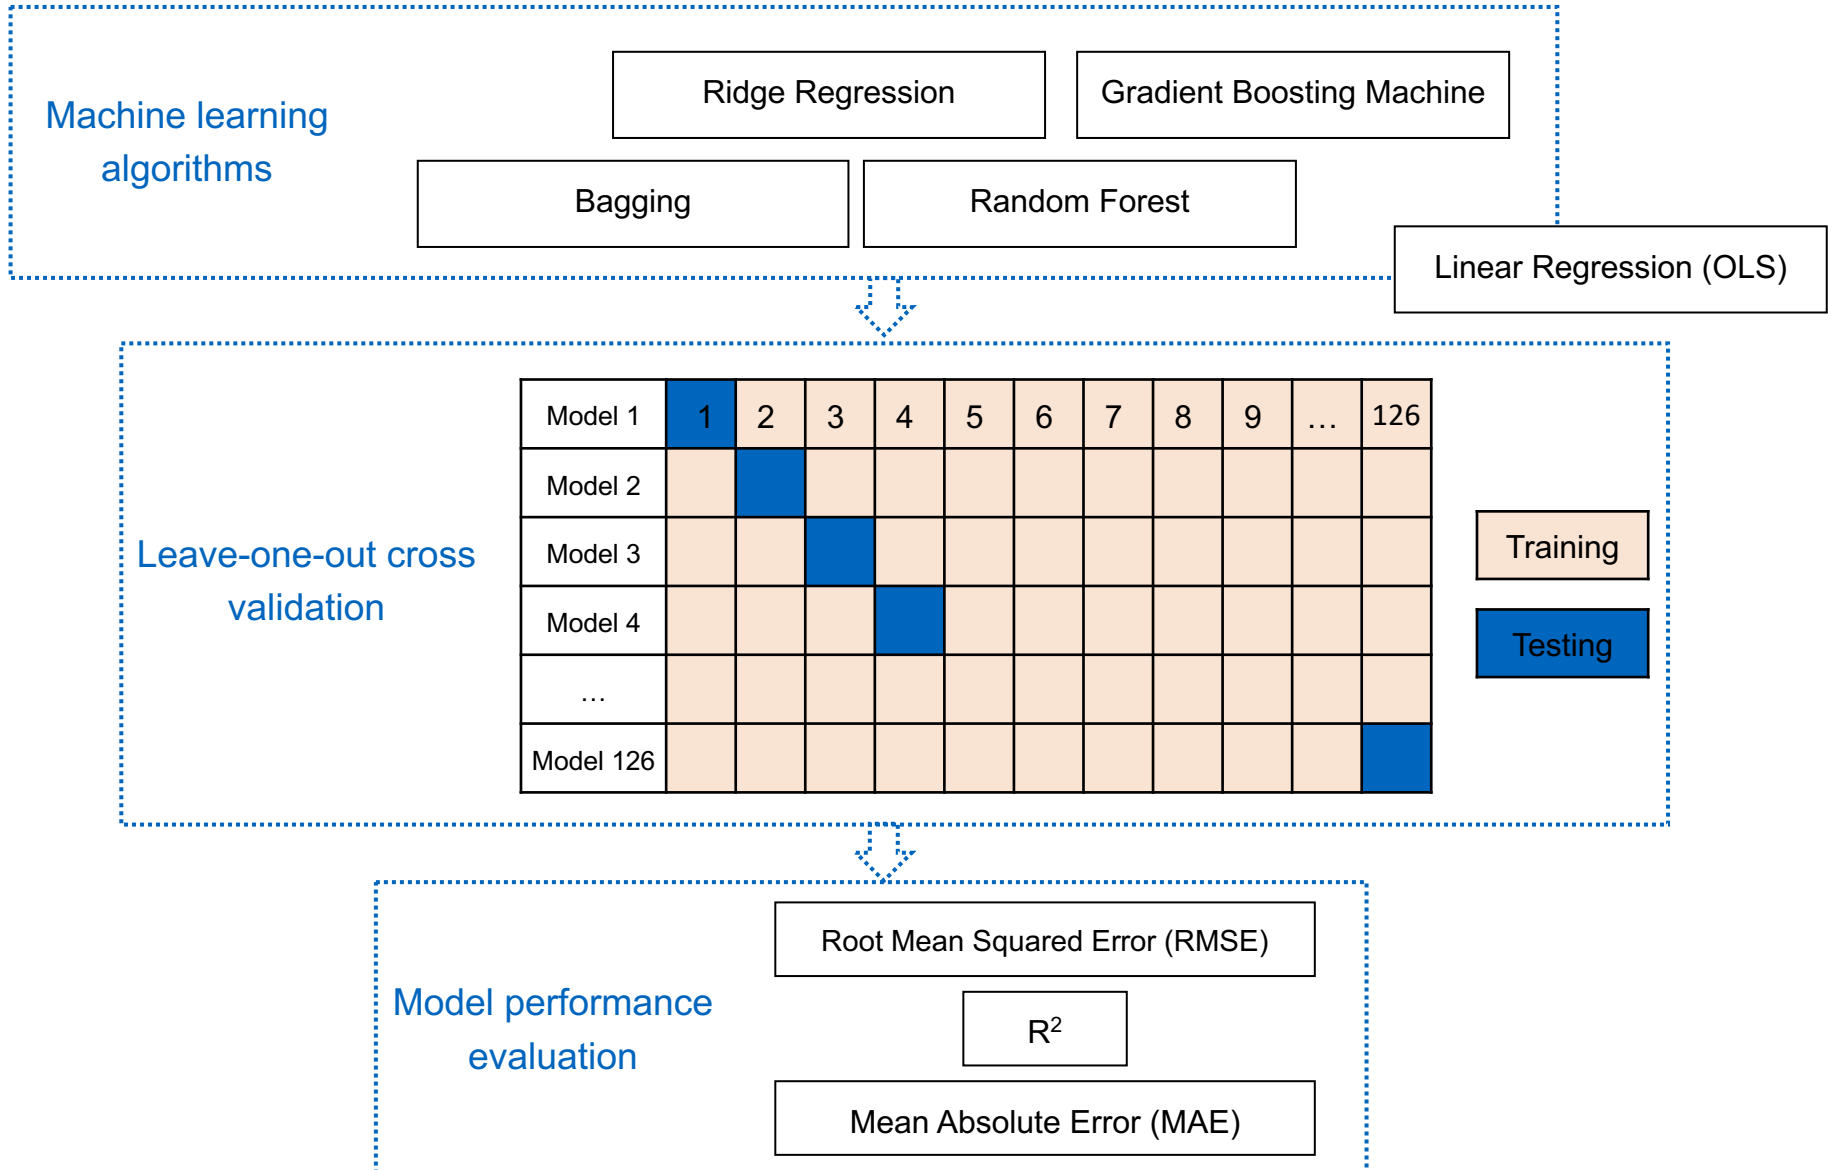 Machine learning
algorithms
Ridge Regression
Gradient Boosting Machine
Bagging
Random Forest
Linear Regression (OLS)
Leave-one-out cross
validation
Model 1 1 2 3 4 5 6 7 8 9 … 126
Model 2
Model 3
Model 4
…
Model 126
Training
Testing
Model performance
evaluation
Root Mean Squared Error (RMSE)
R²
Mean Absolute Error (MAE)